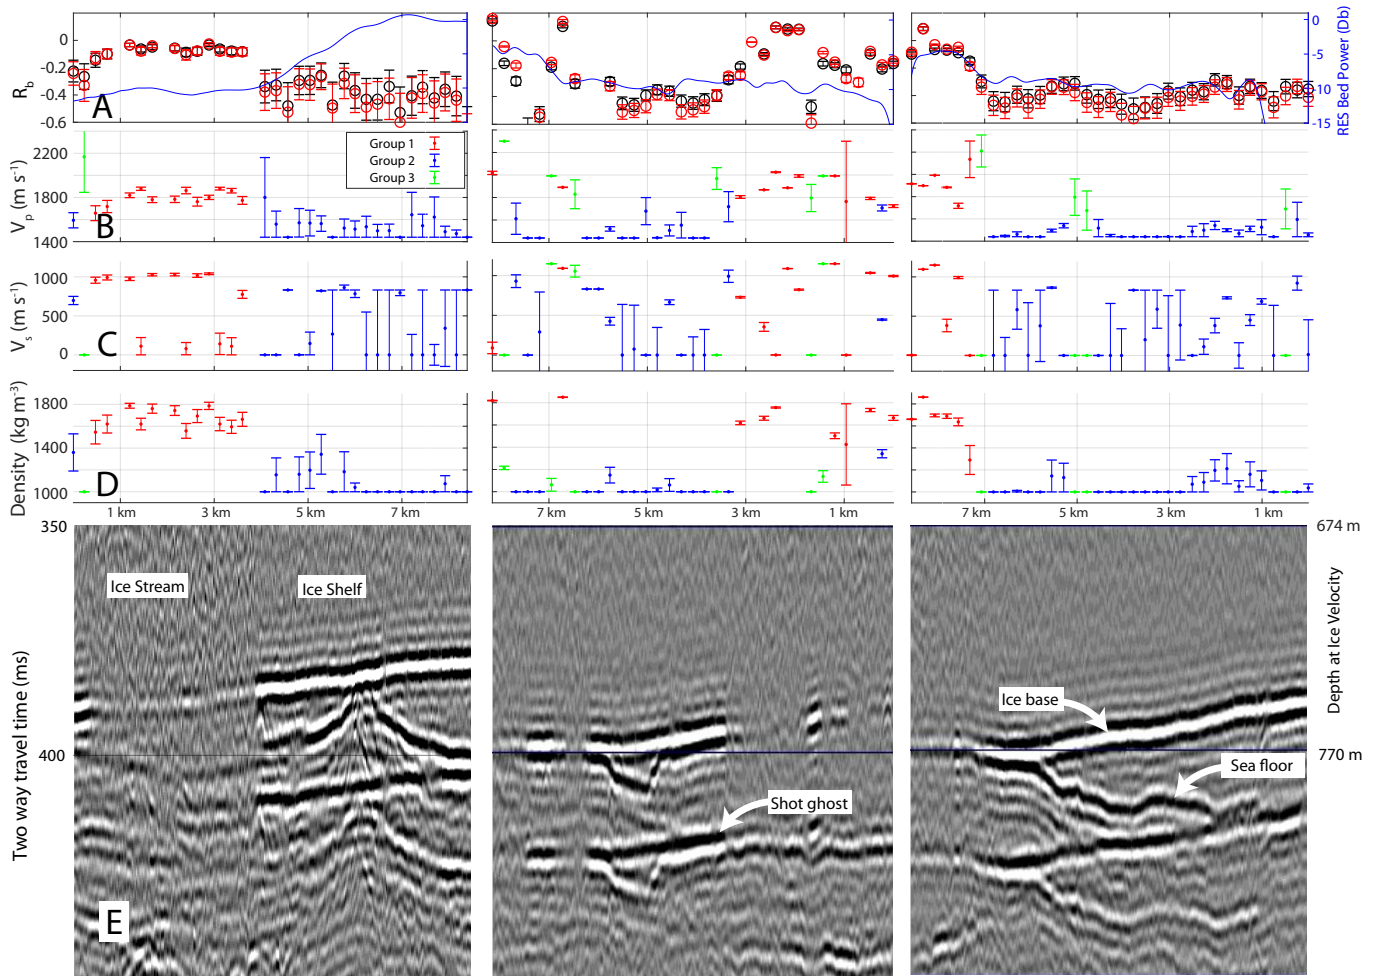 0
-0.2
-0.4
-0.6
R_b
A
0
-5
-10
-15
RES Bed Power (Db)
Group 1
Group 2
Group 3
2200
1800
1400
V_p (m s⁻¹)
B
1000
500
0
V_s (m s⁻¹)
C
1800
1400
1000
Density (kg m⁻³)
D
1 km 3 km 5 km 7 km
7 km 5 km 3 km 1 km
7 km 5 km 3 km 1 km
350
400
Two way travel time (ms)
674 m
770 m
Depth at Ice Velocity
Ice Stream
Ice Shelf
Ice base
Sea floor
Shot ghost
E